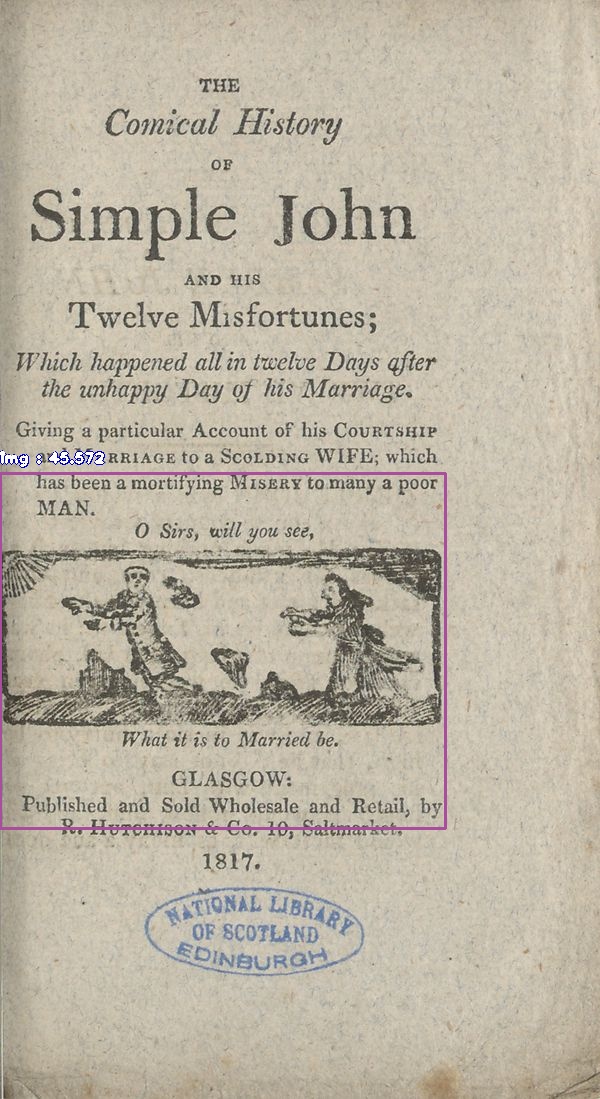 THE
Comical History
OF
Simple John
AND HIS
Twelve Misfortunes;
Which happened all in twelve Days after
the unhappy Day of his Marriage.
Giving a particular Account of his COURTSHIP
and MARRIAGE to a SCOLDING WIFE; which
Img : 45.572
has been a mortifying MISERY to many a poor
MAN.
O Sirs, will you see,
What it is to Married be.
GLASGOW:
Published and Sold Wholesale and Retail, by
R. HUTCHISON & Co. 10, Saltmarket.
1817.
NATIONAL LIBRARY
OF SCOTLAND
EDINBURGH